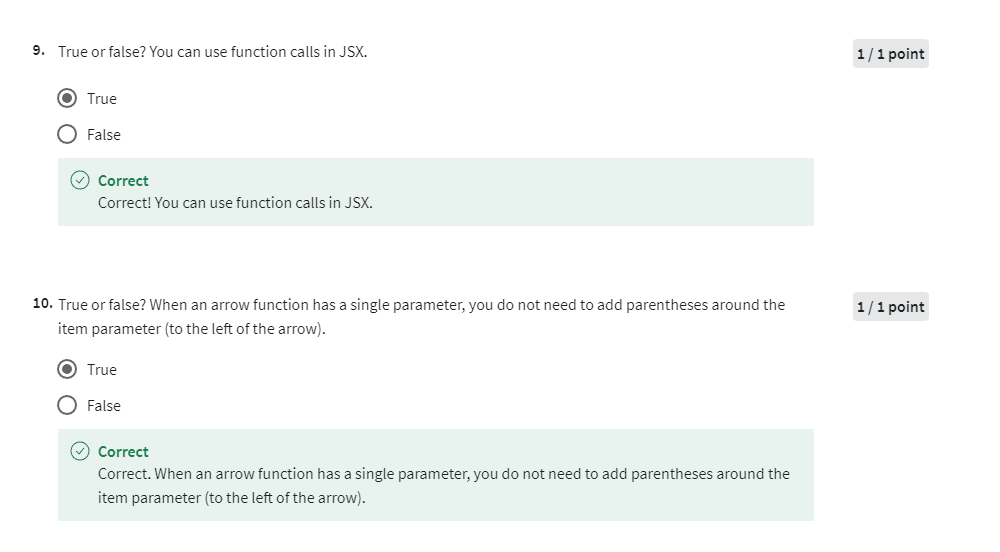 9. True or false? You can use function calls in JSX.
1 / 1 point
True
False
Correct
Correct! You can use function calls in JSX.
10. True or false? When an arrow function has a single parameter, you do not need to add parentheses around the
item parameter (to the left of the arrow).
1 / 1 point
True
False
Correct
Correct. When an arrow function has a single parameter, you do not need to add parentheses around the
item parameter (to the left of the arrow).